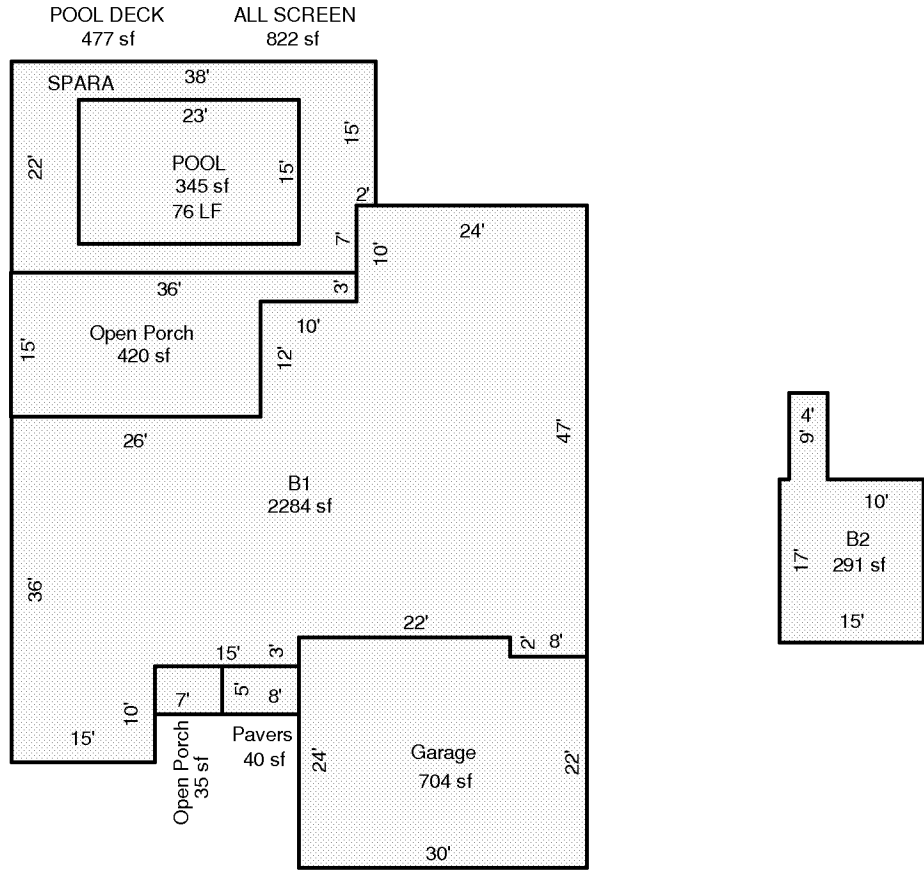 POOL DECK
477 sf
ALL SCREEN
822 sf
SPARA
38'
23'
22'
POOL
345 sf
76 LF
15'
15'
2'
7'
10'
24'
36'
3'
Open Porch
420 sf
15'
10'
12'
26'
47'
B1
2284 sf
4'
9'
10'
17'
B2
291 sf
15'
36'
22'
2'
8'
15'
3'
7'
5'
8'
10'
15'
Open Porch
35 sf
Pavers
40 sf
24'
Garage
704 sf
22'
30'